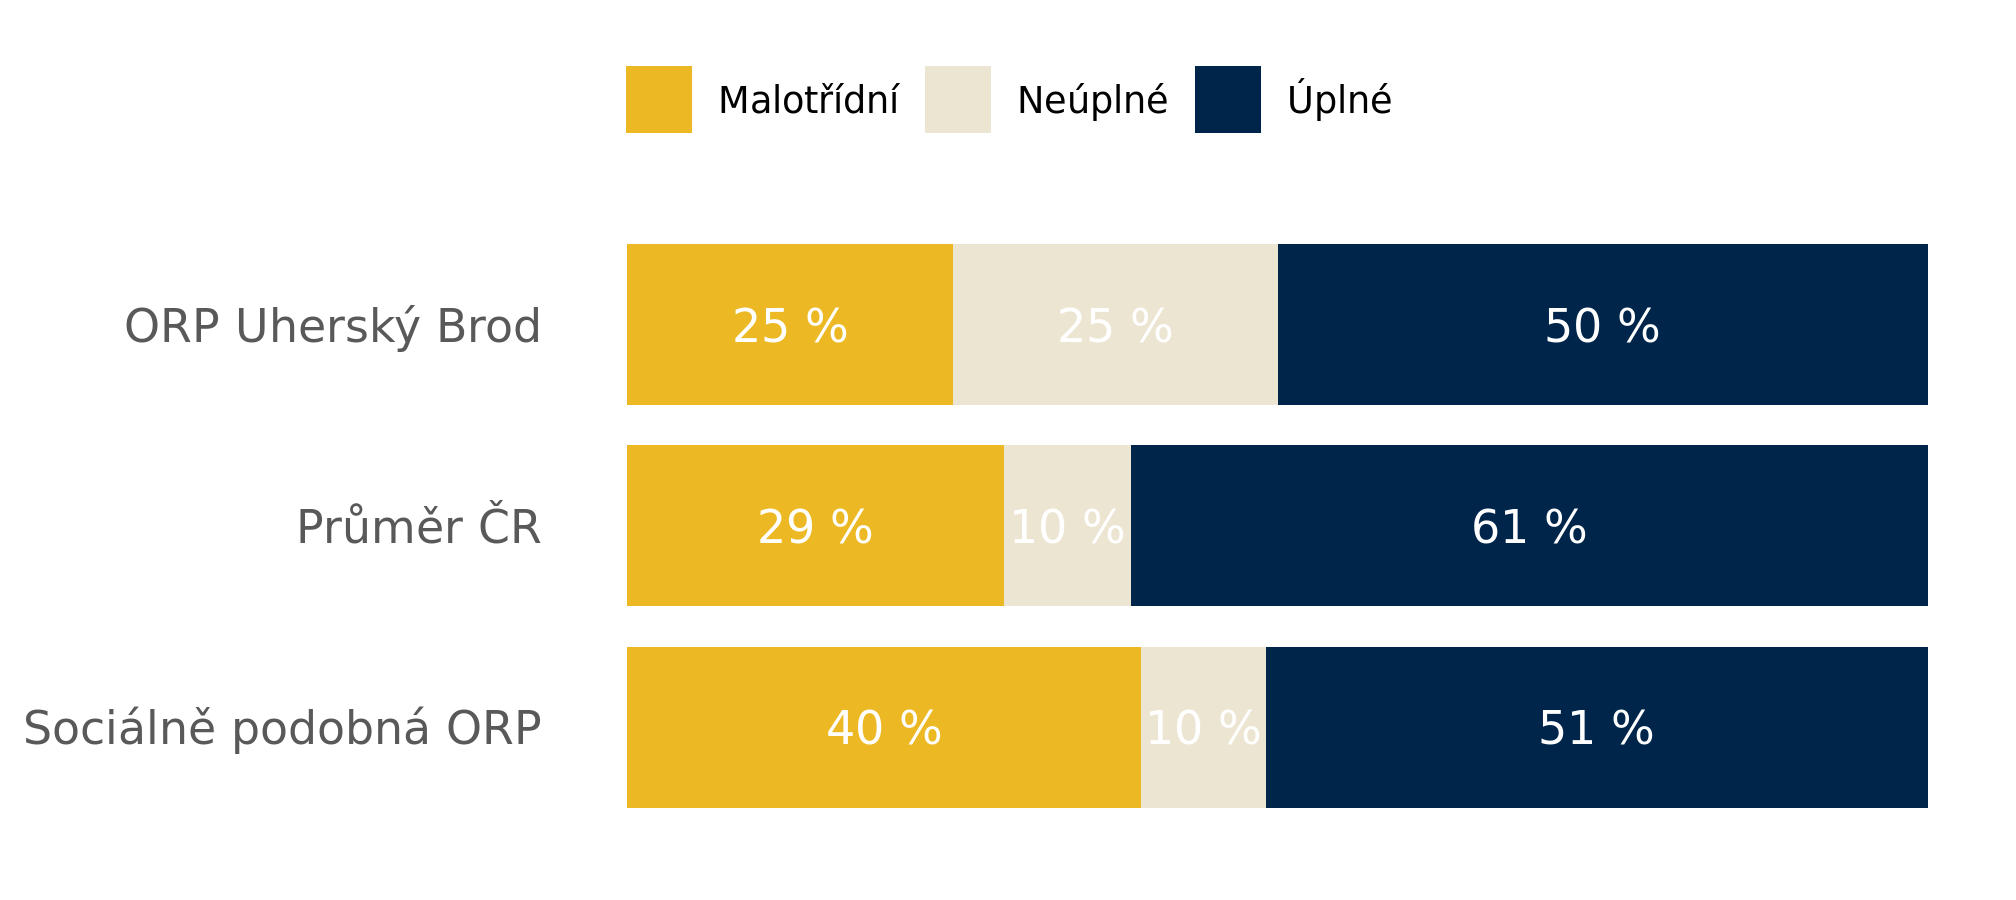 Malotřídní Neúplné Úplné
ORP Uherský Brod 25 % 25 % 50 %
Průměr ČR 29 % 10 % 61 %
Sociálně podobná ORP 40 % 10 % 51 %